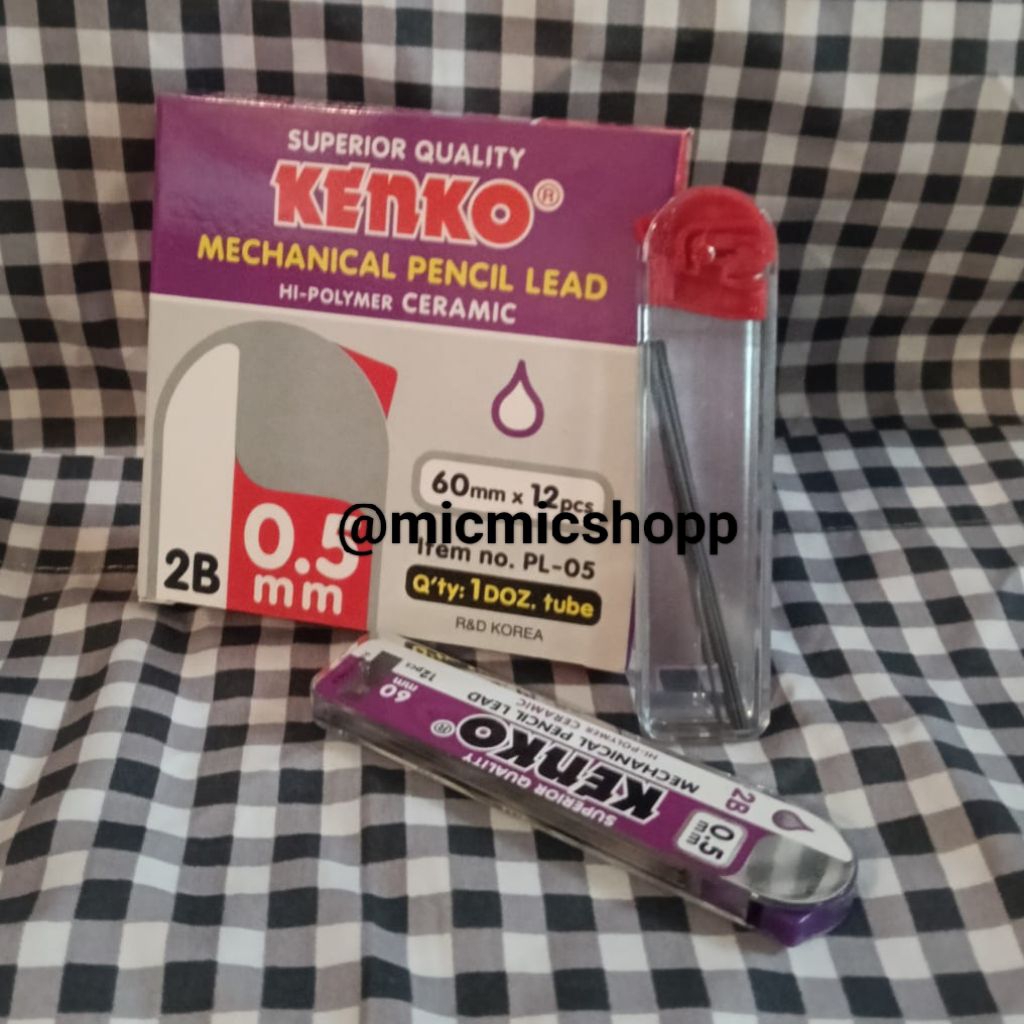 SUPERIOR QUALITY
KENKO®
MECHANICAL PENCIL LEAD
HI-POLYMER CERAMIC
60mm x 12pcs
@micmicshopp
0.5
mm
2B
Item no. PL-05
Q'ty: 1 DOZ. tube
R&D KOREA
60
mm
12pcs
SUPERIOR QUALITY
KENKO®
MECHANICAL PENCIL LEAD
HI-POLYMER CERAMIC
2B
0.5
mm